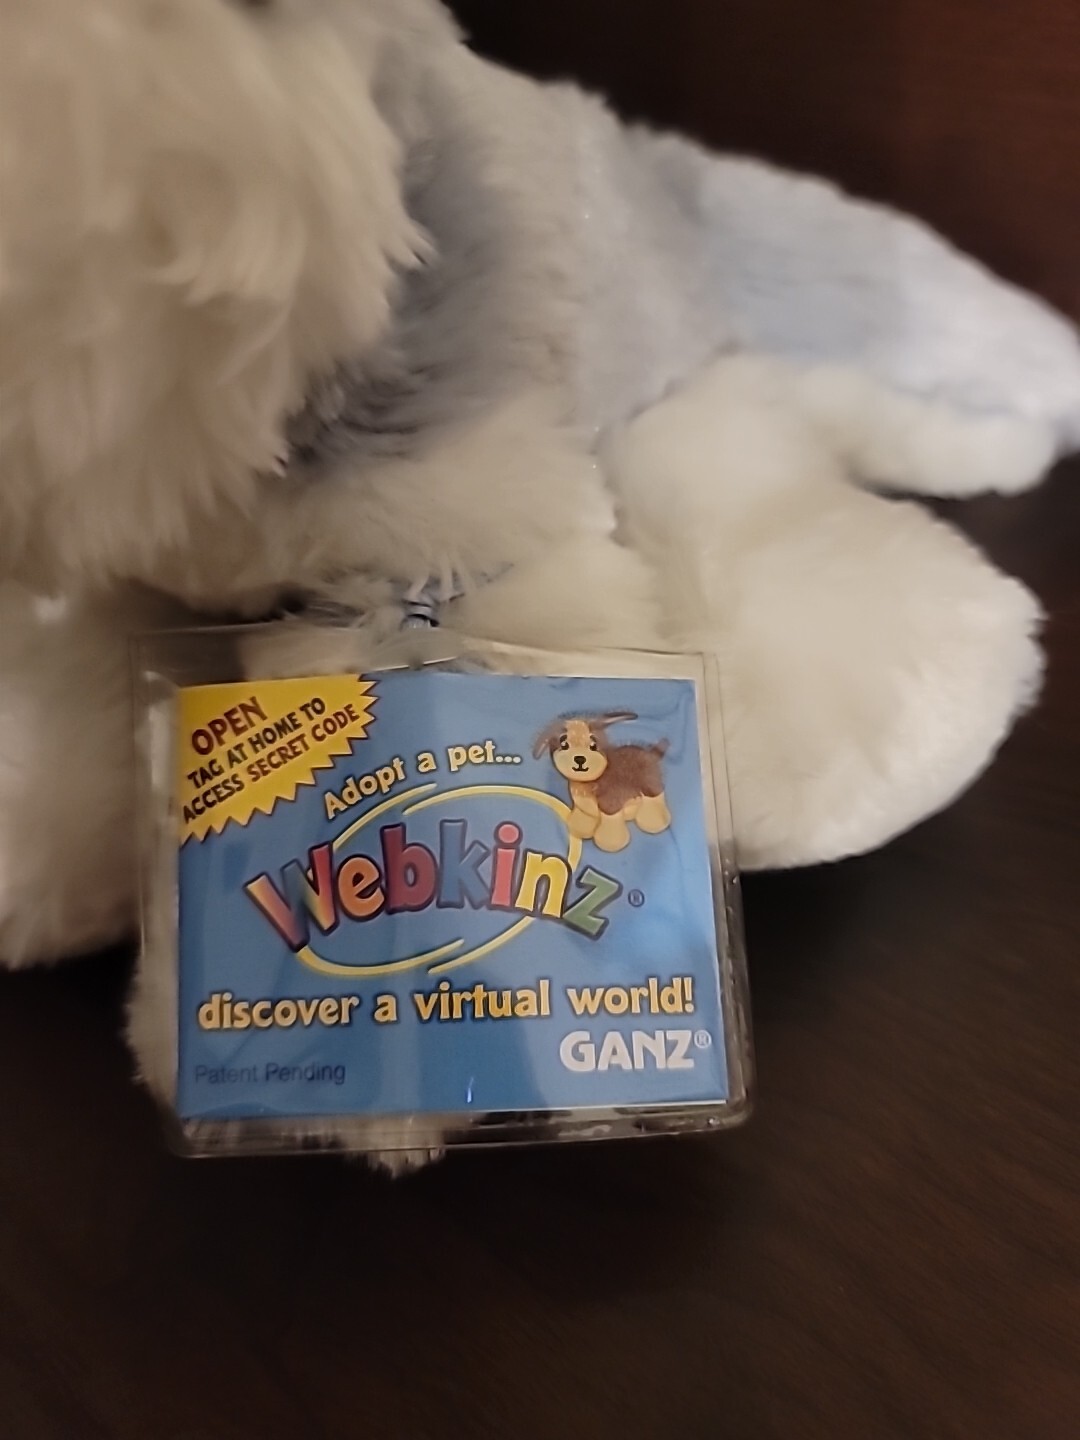 OPEN
TAG AT HOME TO
ACCESS SECRET CODE
Adopt a pet...
Webkinz®
discover a virtual world!
GANZ®
Patent Pending